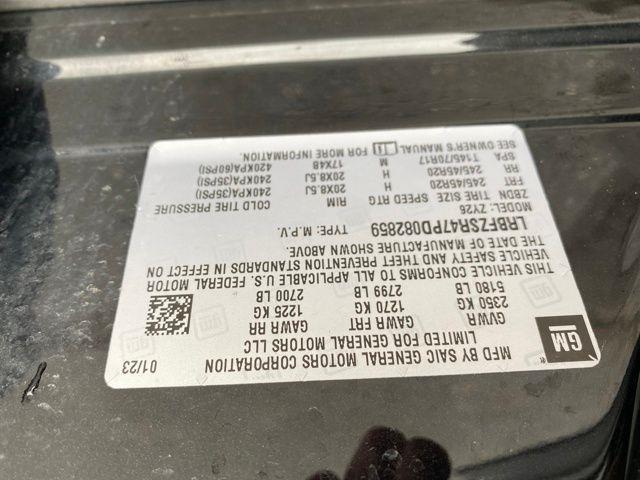 MFD BY SAIC GENERAL MOTORS CORPORATION 01/23
LIMITED FOR GENERAL MOTORS LLC
GM
GVWR GAWR FRT GAWR RR
2350 KG 1270 KG 1225 KG
5180 LB 2799 LB 2700 LB
THIS VEHICLE CONFORMS TO ALL APPLICABLE U.S. FEDERAL MOTOR
VEHICLE SAFETY AND THEFT PREVENTION STANDARDS IN EFFECT ON
THE DATE OF MANUFACTURE SHOWN ABOVE.
LRBFZSR47PD082859 TYPE: M.P.V.
MODEL: ZY26
ZBDN TIRE SIZE SPEED RTG RIM COLD TIRE PRESSURE
FRT 245/45R20 H 20X8.5J 240KPA(35PSI)
RR 245/45R20 H 20X8.5J 240KPA(35PSI)
SPA T145/70R17 M 17X4B 420KPA(60PSI)
SEE OWNER'S MANUAL FOR MORE INFORMATION.